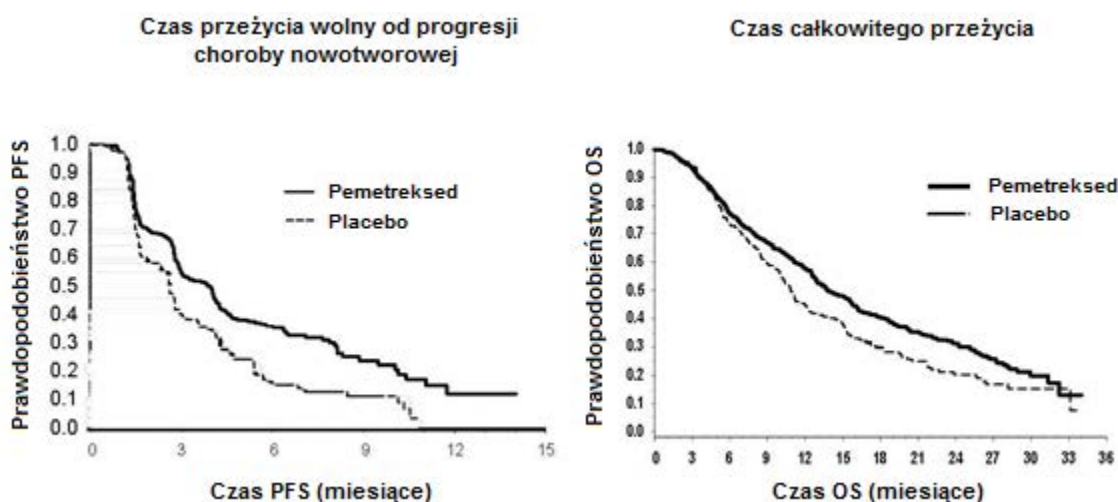 Czas przeżycia wolny od progresji
choroby nowotworowej
Prawdopodobieństwo PFS
1.0
0.9
0.8
0.7
0.6
0.5
0.4
0.3
0.2
0.1
0.0
Pemetreksed
Placebo
0 3 6 9 12 15
Czas PFS (miesiące)
Czas całkowitego przeżycia
Prawdopodobieństwo OS
1.0
0.9
0.8
0.7
0.6
0.5
0.4
0.3
0.2
0.1
0.0
Pemetreksed
Placebo
0 3 6 9 12 15 18 21 24 27 30 33 36
Czas OS (miesiące)